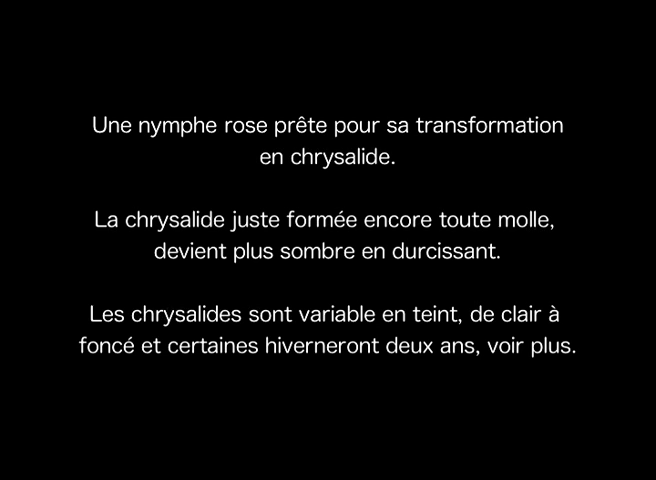 Une nymphe rose prête pour sa transformation
en chrysalide.
La chrysalide juste formée encore toute molle,
devient plus sombre en durcissant.
Les chrysalides sont variable en teint, de clair à
foncé et certaines hiverneront deux ans, voir plus.